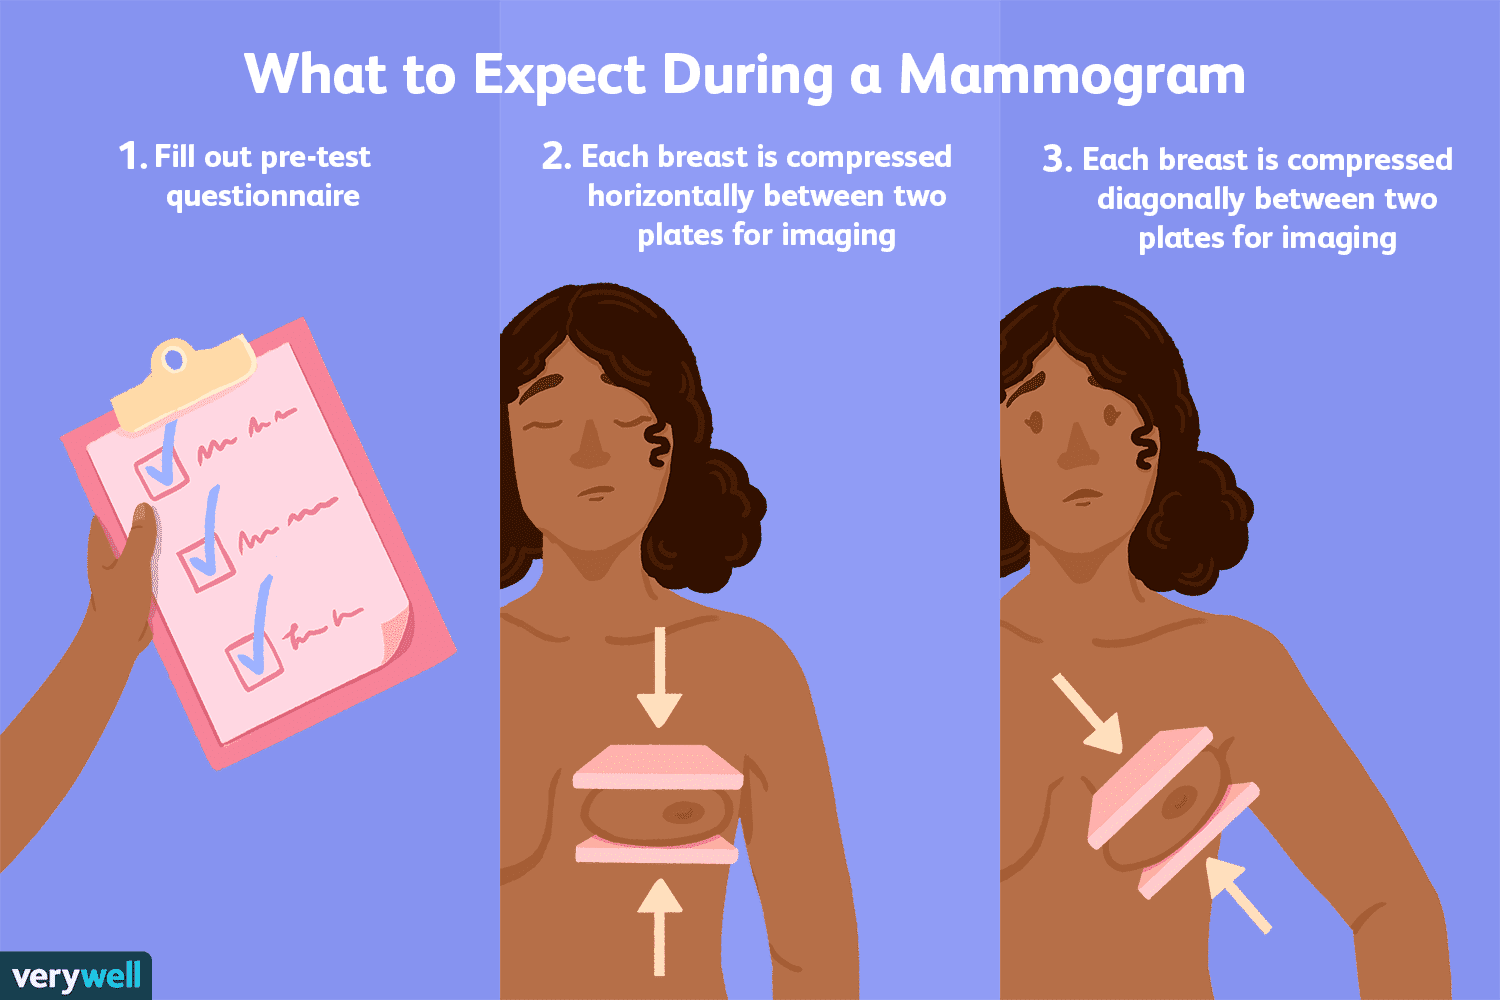 What to Expect During a Mammogram
1. Fill out pre-test
questionnaire
2. Each breast is compressed
horizontally between two
plates for imaging
3. Each breast is compressed
diagonally between two
plates for imaging
verywell